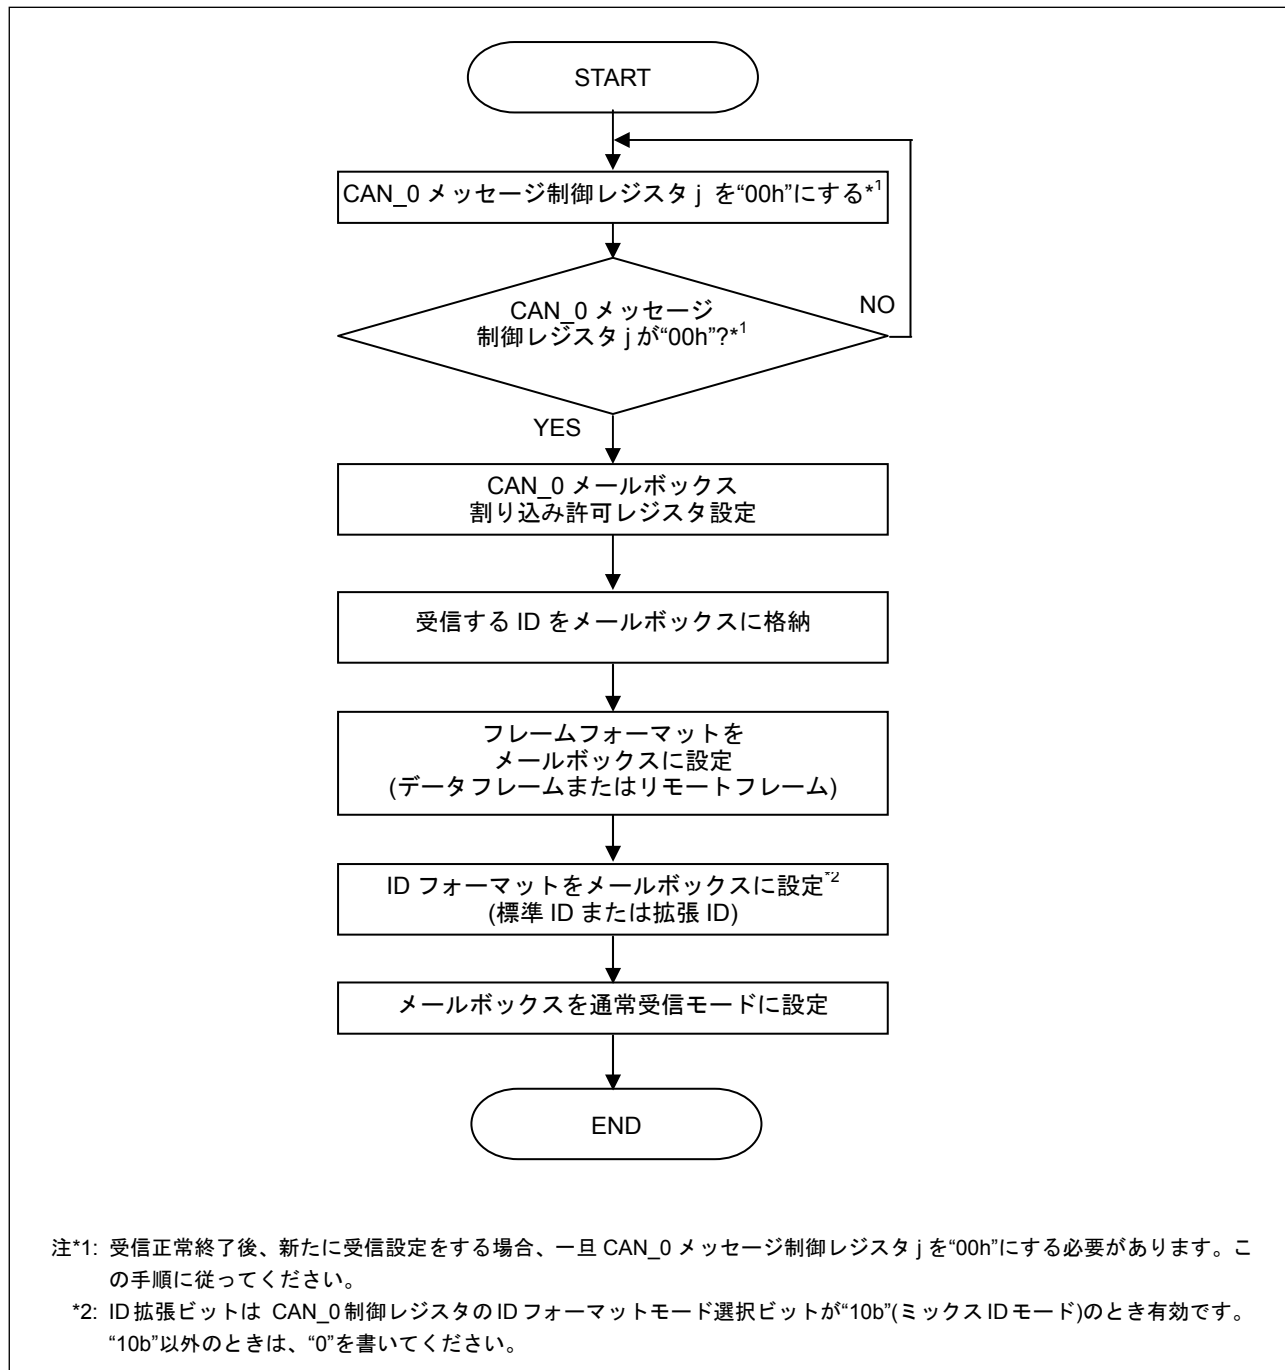 START
CAN_0 メッセージ制御レジスタ j を“00h”にする*1
CAN_0 メッセージ
制御レジスタ j が“00h”?*1
NO
YES
CAN_0 メールボックス
割り込み許可レジスタ設定
受信する ID をメールボックスに格納
フレームフォーマットを
メールボックスに設定
(データフレームまたはリモートフレーム)
ID フォーマットをメールボックスに設定*2
(標準 ID または拡張 ID)
メールボックスを通常受信モードに設定
END
注*1: 受信正常終了後、新たに受信設定をする場合、一旦 CAN_0 メッセージ制御レジスタ j を“00h”にする必要があります。こ
の手順に従ってください。
*2: ID 拡張ビットは CAN_0 制御レジスタの ID フォーマットモード選択ビットが“10b”(ミックス ID モード)のとき有効です。
“10b”以外のときは、“0”を書いてください。